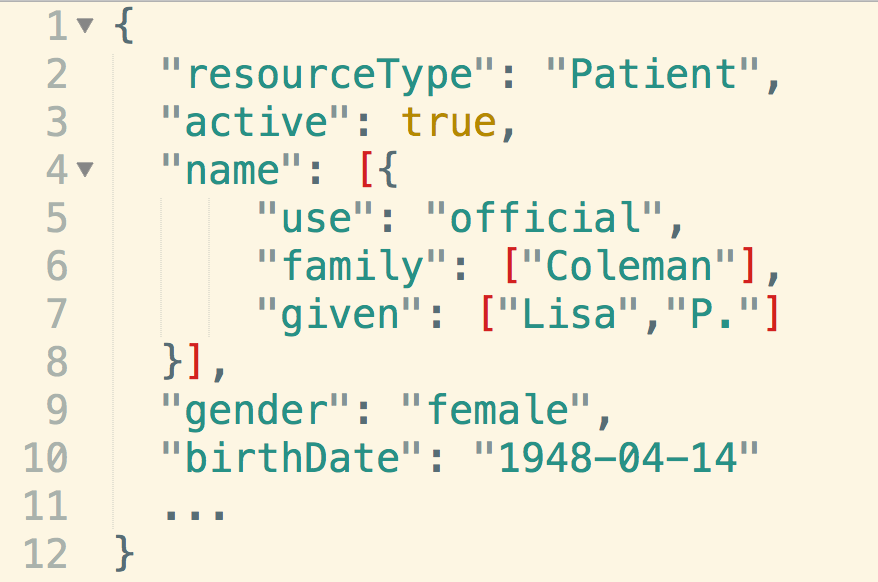 1 {
2 "resourceType": "Patient",
3 "active": true,
4 "name": [{
5 "use": "official",
6 "family": ["Coleman"],
7 "given": ["Lisa","P."]
8 }],
9 "gender": "female",
10 "birthDate": "1948-04-14"
11 ...
12 }